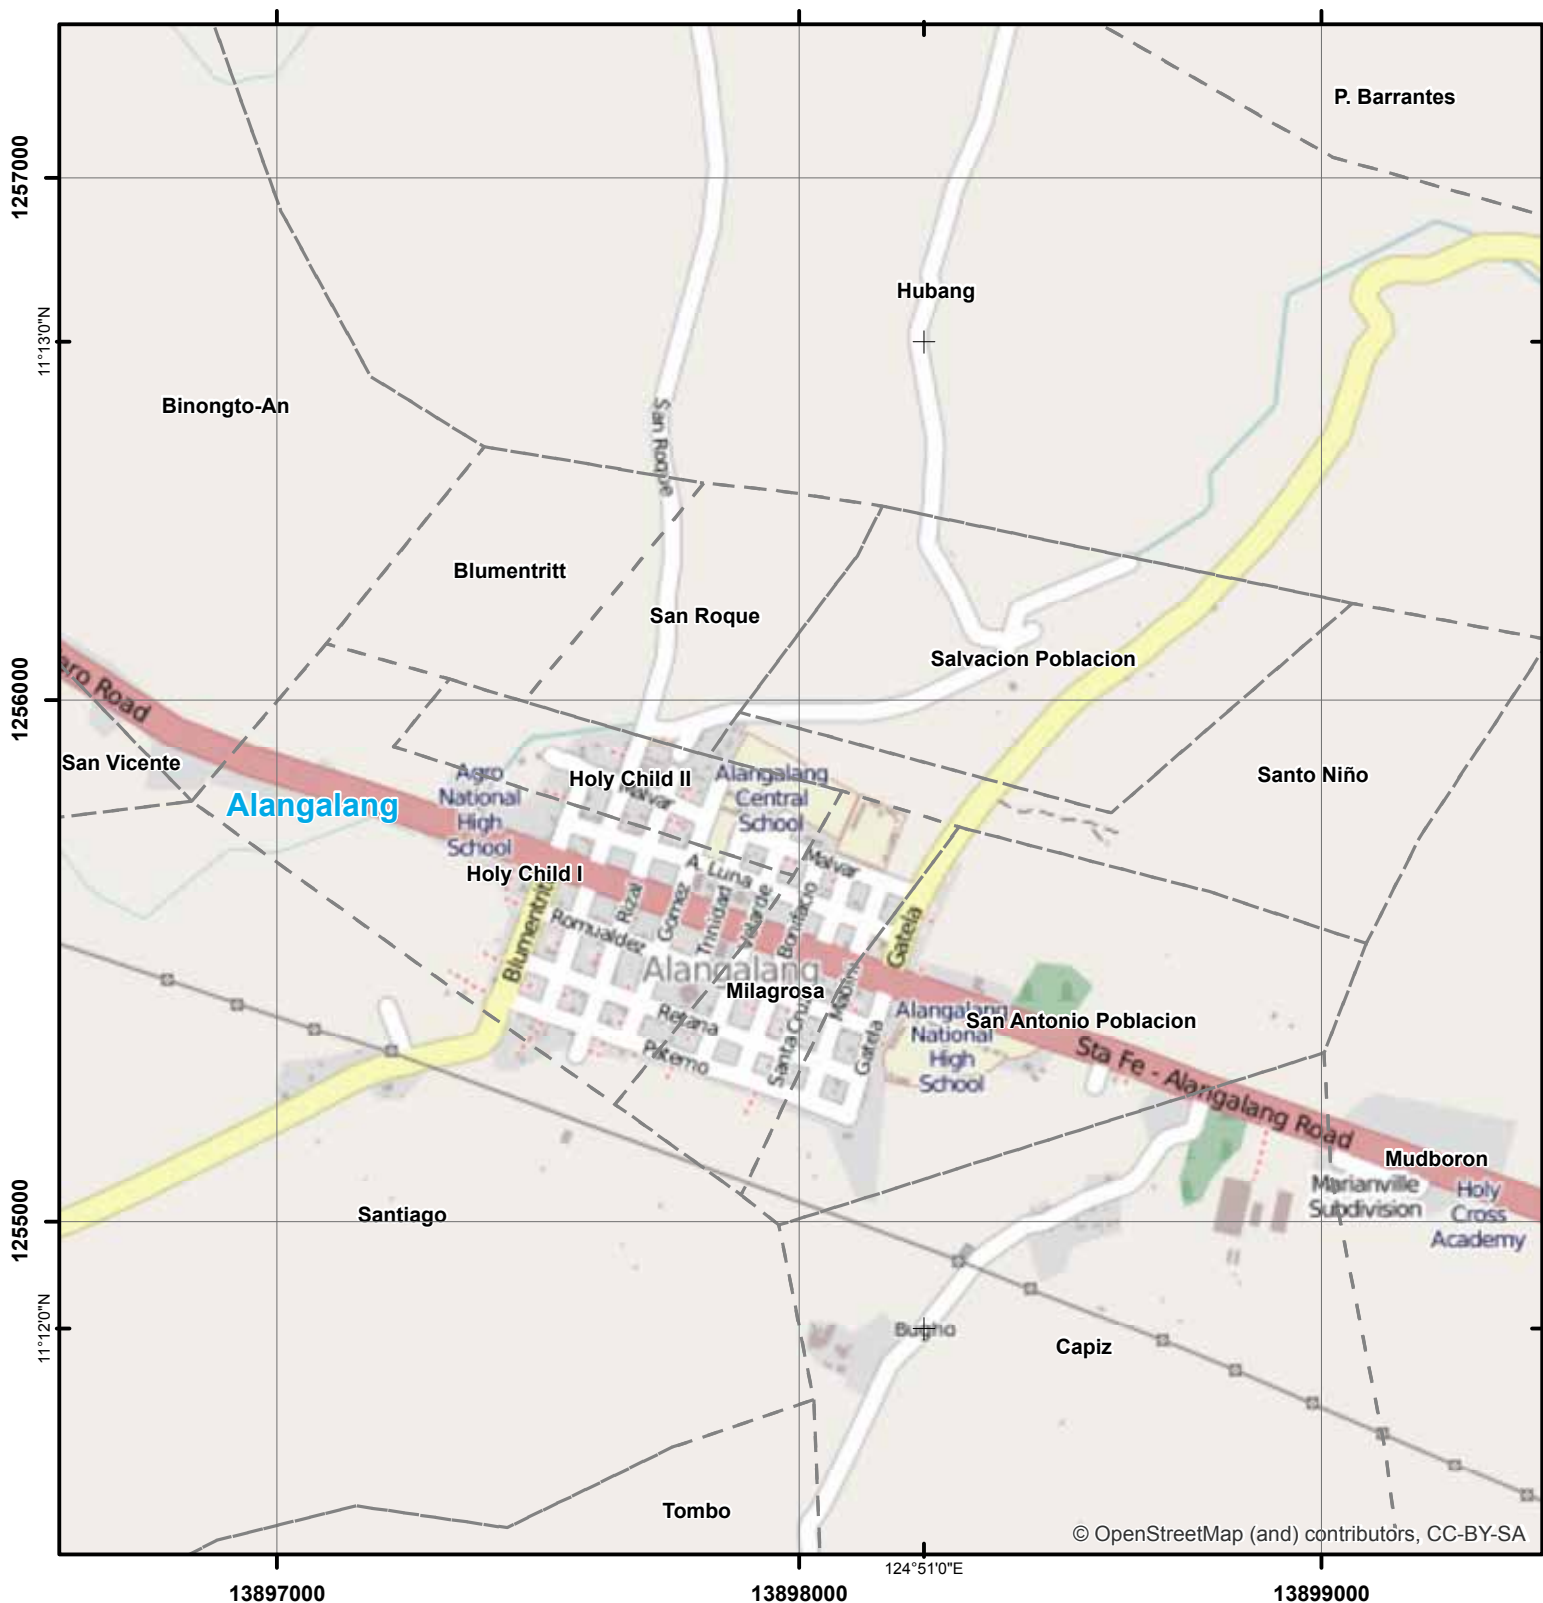 P. Barrantes
1257000
Hubang
11°13'0"N
Binongto-An
San Roque
Blumentritt
San Roque
Salvacion Poblacion
ero Road
1256000
San Vicente
Alangalang
Agro
National
High
School
Holy Child II
Malvar
Alangalang
Central
School
Santo Niño
Holy Child I
A. Luna
Malvar
Blumentritt
Romualdez
Rizal
Gomez
Trinidad
Velarde
Bonifacio
Gatela
Alangalang
Milagrosa
Mabini
Retana
Paterno
Santa Cruz
Gatela
Alangalang
National
High
School
San Antonio Poblacion
Sta Fe - Alangalang Road
Mudboron
Marianville
Subdivision
Holy
Cross
Academy
Santiago
1255000
11°12'0"N
Bugho
Capiz
Tombo
© OpenStreetMap (and) contributors, CC-BY-SA
124°51'0"E
13897000
13898000
13899000